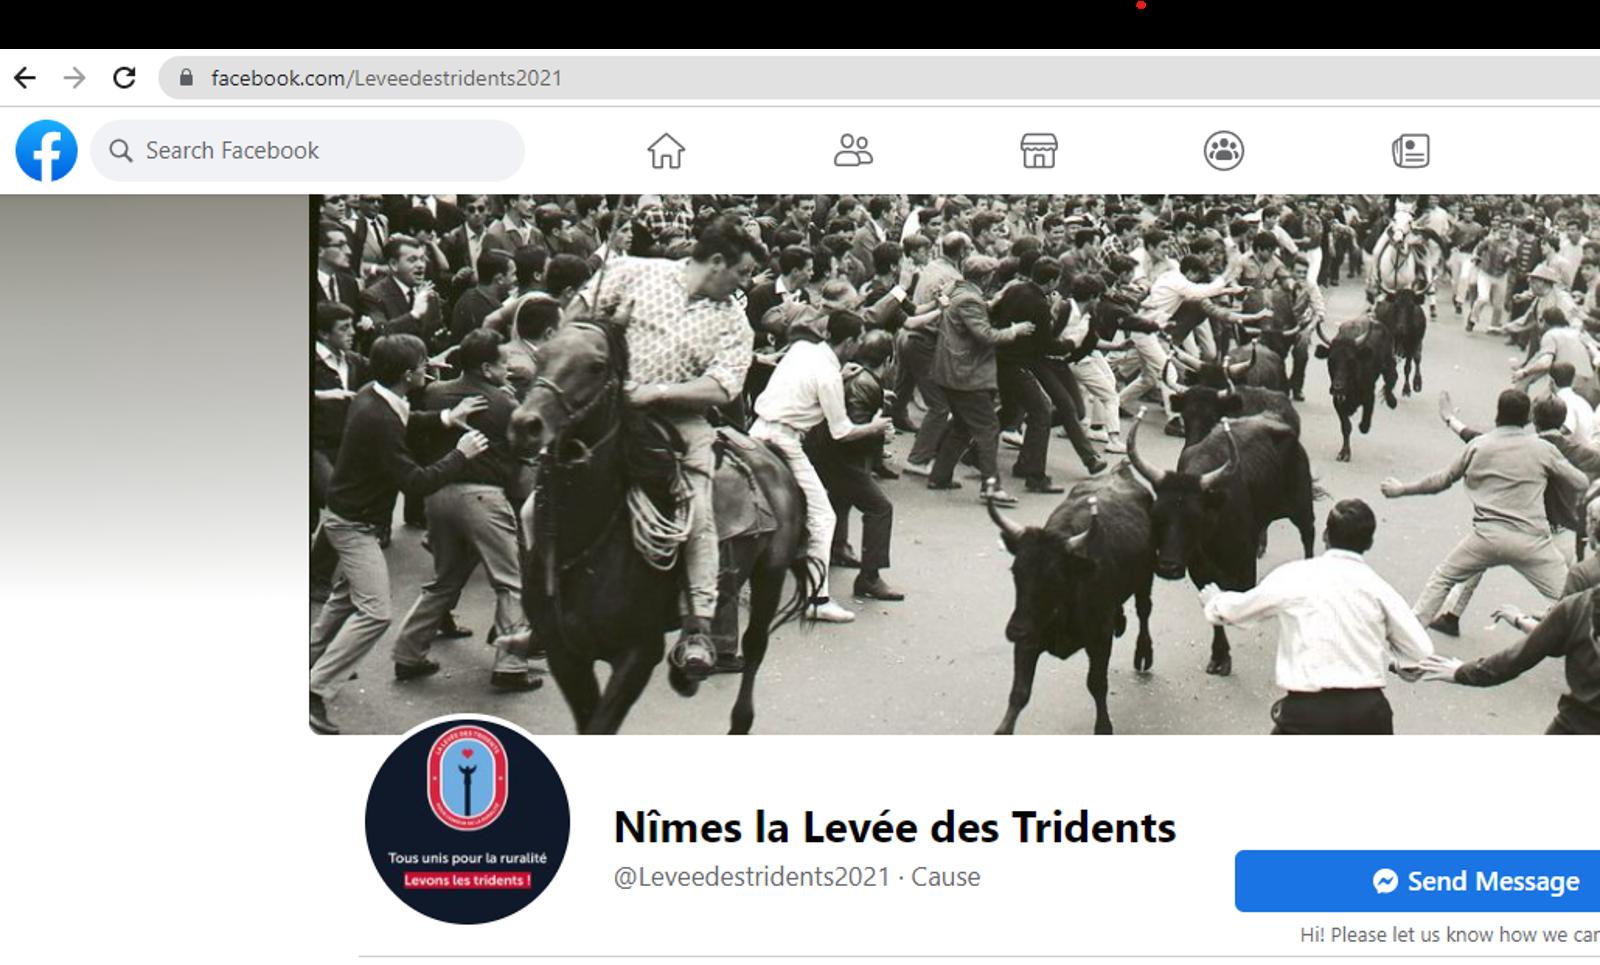 facebook.com/Leveedestridents2021
Search Facebook
LA LEVÉE DES TRIDENTS
Tous unis pour la ruralité
Levons les tridents !
Nîmes la Levée des Tridents
@Leveedestridents2021 · Cause
Send Message
Hi! Please let us know how we can